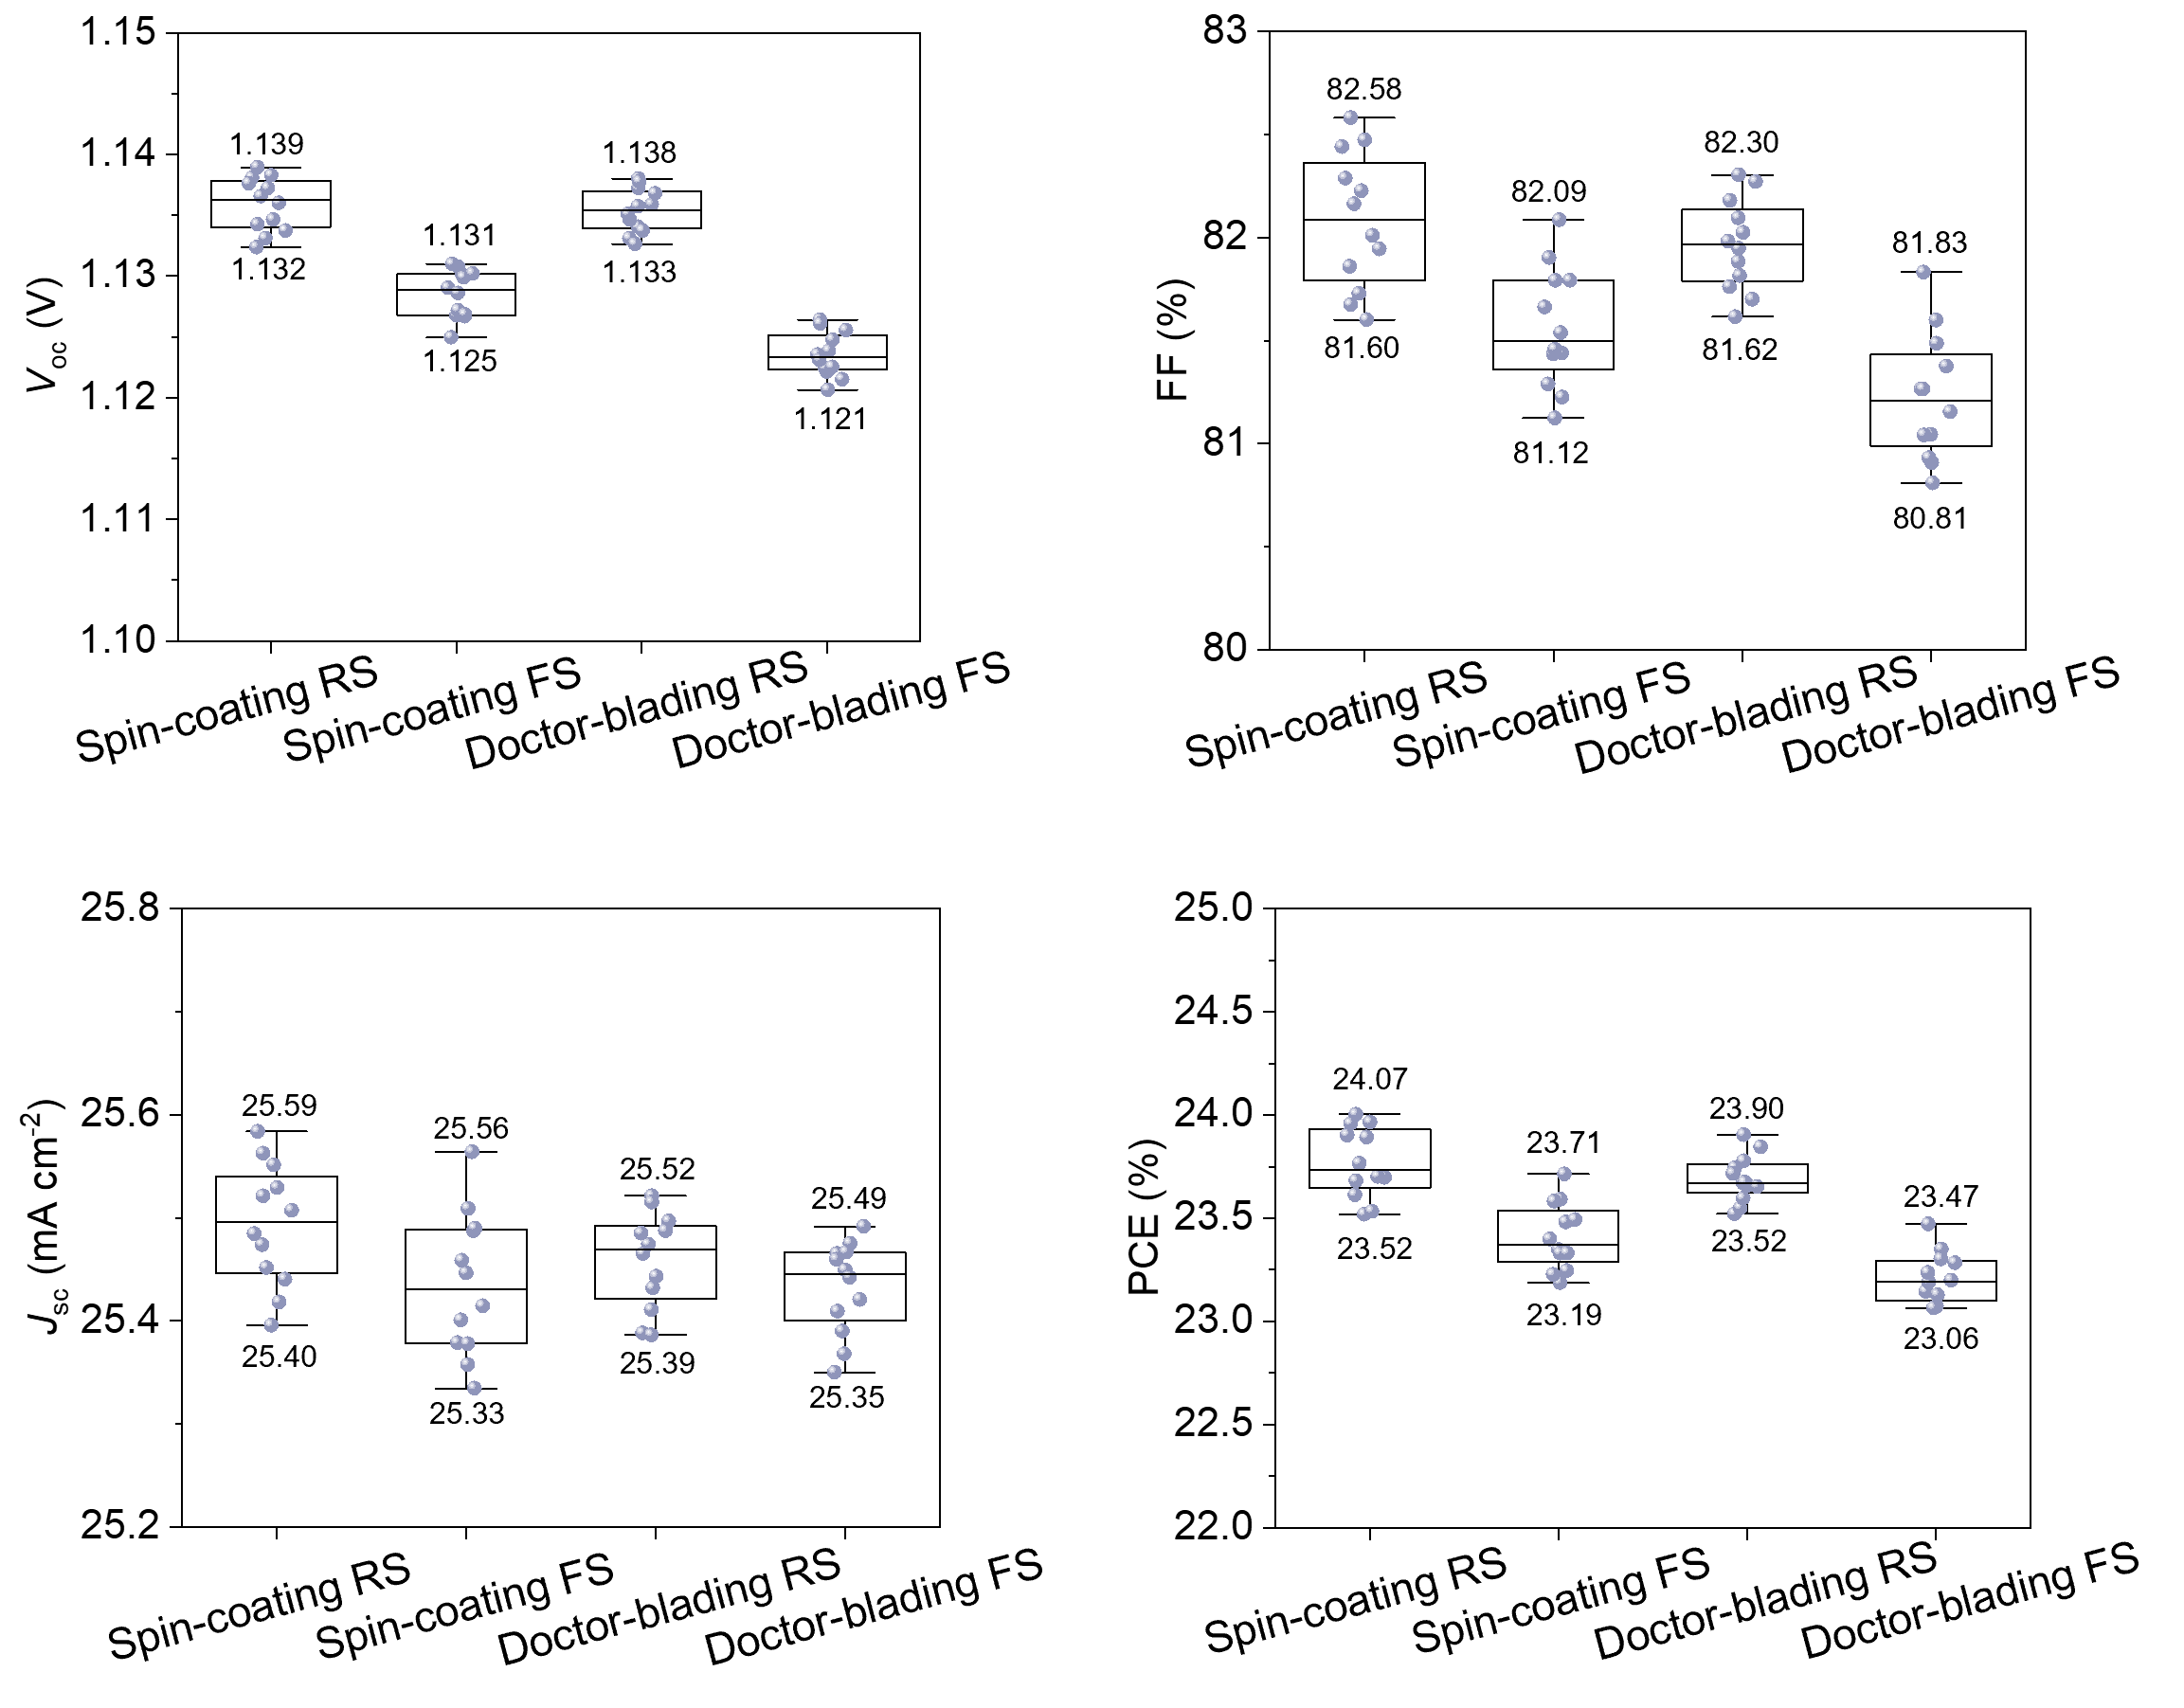 1.15
1.14
1.13
1.12
1.11
1.10
Voc (V)
1.139
1.132
1.131
1.125
1.138
1.133
1.121
Spin-coating RS
Spin-coating FS
Doctor-blading RS
Doctor-blading FS
83
82
81
80
FF (%)
82.58
81.60
82.09
81.12
82.30
81.62
81.83
80.81
Spin-coating RS
Spin-coating FS
Doctor-blading RS
Doctor-blading FS
25.8
25.6
25.4
25.2
Jsc (mA cm-2)
25.59
25.40
25.56
25.33
25.52
25.39
25.49
25.35
Spin-coating RS
Spin-coating FS
Doctor-blading RS
Doctor-blading FS
25.0
24.5
24.0
23.5
23.0
22.5
22.0
PCE (%)
24.07
23.52
23.71
23.19
23.90
23.52
23.47
23.06
Spin-coating RS
Spin-coating FS
Doctor-blading RS
Doctor-blading FS